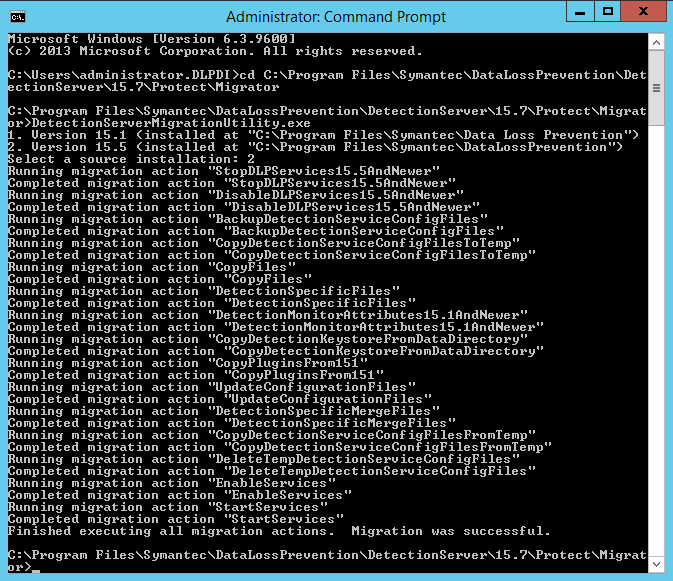 Administrator: Command Prompt
Microsoft Windows [Version 6.3.9600]
(c) 2013 Microsoft Corporation. All rights reserved.
C:\Users\administrator.DLPDI>cd C:\Program Files\Symantec\DataLossPrevention\Det
ectionServer\15.7\Protect\Migrator
C:\Program Files\Symantec\DataLossPrevention\DetectionServer\15.7\Protect\Migrat
or>DetectionServerMigrationUtility.exe
1. Version 15.1 (installed at "C:\Program Files\Symantec\Data Loss Prevention")
2. Version 15.5 (installed at "C:\Program Files\Symantec\DataLossPrevention")
Select a source installation: 2
Running migration action "StopDLPServices15.5AndNewer"
Completed migration action "StopDLPServices15.5AndNewer"
Running migration action "DisableDLPServices15.5AndNewer"
Completed migration action "DisableDLPServices15.5AndNewer"
Running migration action "BackupDetectionServiceConfigFiles"
Completed migration action "BackupDetectionServiceConfigFiles"
Running migration action "CopyDetectionServiceConfigFilesToTemp"
Completed migration action "CopyDetectionServiceConfigFilesToTemp"
Running migration action "CopyFiles"
Completed migration action "CopyFiles"
Running migration action "DetectionSpecificFiles"
Completed migration action "DetectionSpecificFiles"
Running migration action "DetectionMonitorAttributes15.1AndNewer"
Completed migration action "DetectionMonitorAttributes15.1AndNewer"
Running migration action "CopyDetectionKeystoreFromDataDirectory"
Completed migration action "CopyDetectionKeystoreFromDataDirectory"
Running migration action "CopyPluginsFrom151"
Completed migration action "CopyPluginsFrom151"
Running migration action "UpdateConfigurationFiles"
Completed migration action "UpdateConfigurationFiles"
Running migration action "DetectionSpecificMergeFiles"
Completed migration action "DetectionSpecificMergeFiles"
Running migration action "CopyDetectionServiceConfigFilesFromTemp"
Completed migration action "CopyDetectionServiceConfigFilesFromTemp"
Running migration action "DeleteTempDetectionServiceConfigFiles"
Completed migration action "DeleteTempDetectionServiceConfigFiles"
Running migration action "EnableServices"
Completed migration action "EnableServices"
Running migration action "StartServices"
Completed migration action "StartServices"
Finished executing all migration actions.  Migration was successful.
C:\Program Files\Symantec\DataLossPrevention\DetectionServer\15.7\Protect\Migrat
or>_